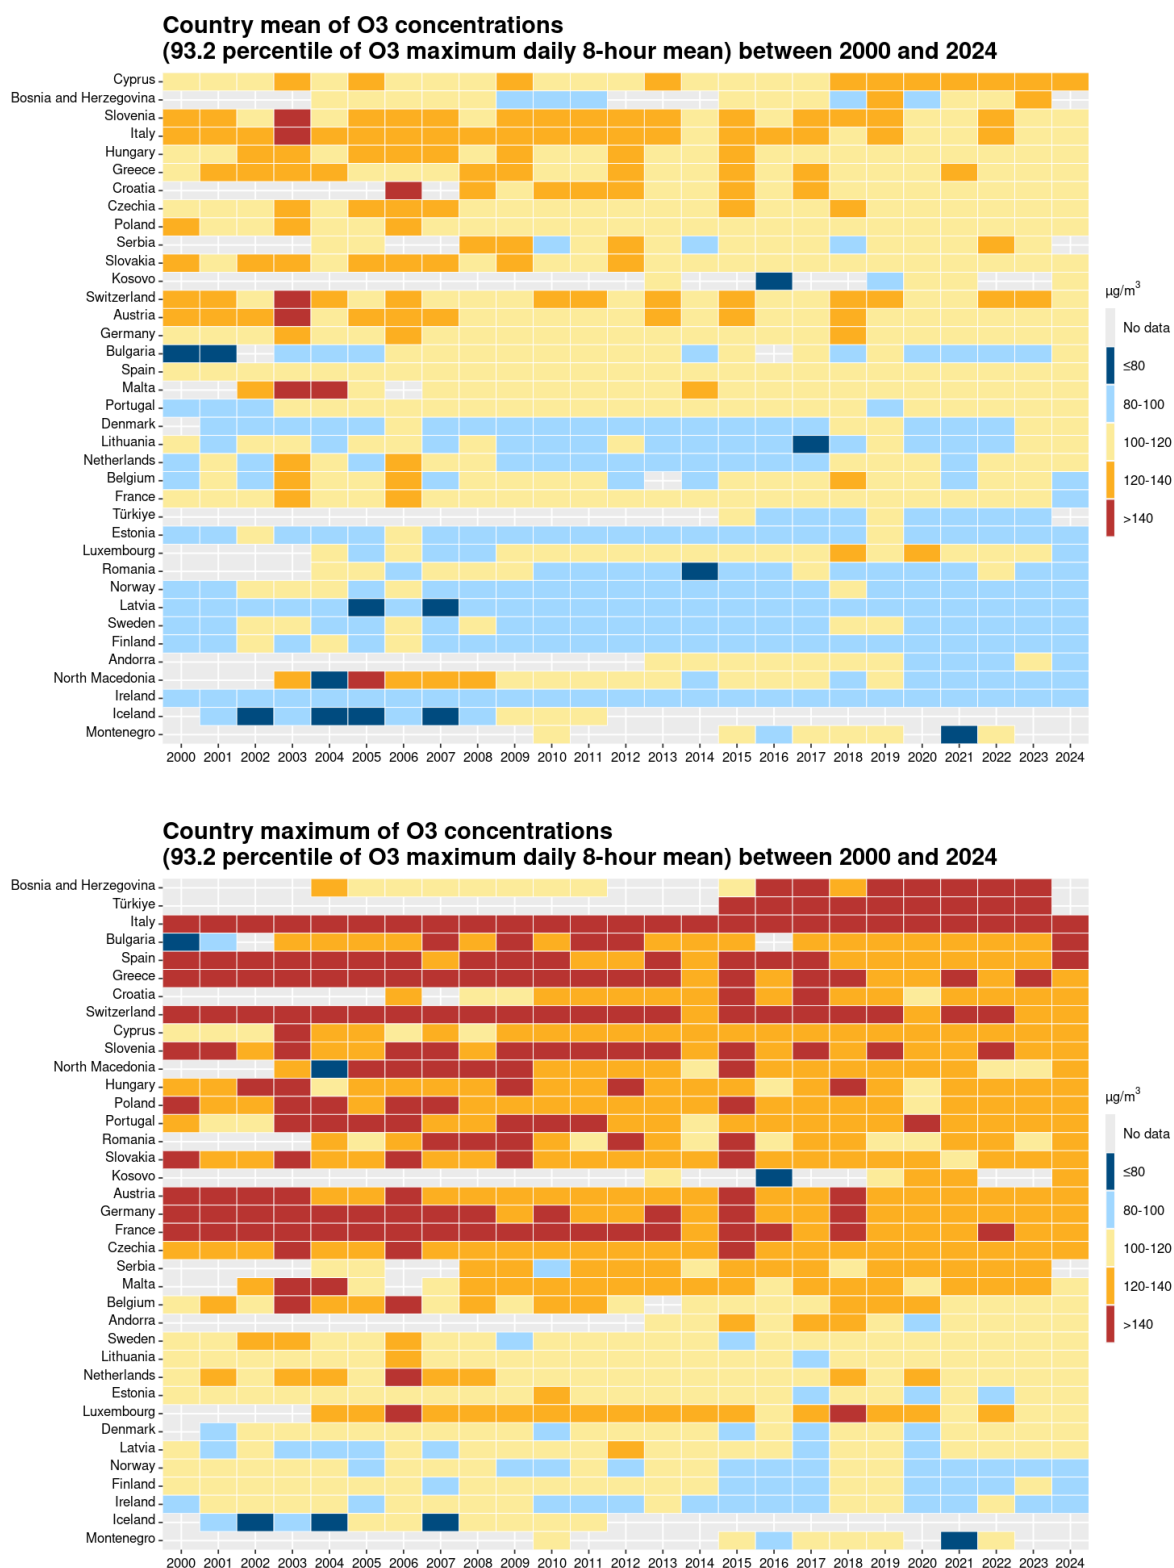 Country mean of O3 concentrations
(93.2 percentile of O3 maximum daily 8-hour mean) between 2000 and 2024
Cyprus
Bosnia and Herzegovina
Slovenia
Italy
Hungary
Greece
Croatia
Czechia
Poland
Serbia
Slovakia
Kosovo
Switzerland
Austria
Germany
Bulgaria
Spain
Malta
Portugal
Denmark
Lithuania
Netherlands
Belgium
France
Türkiye
Estonia
Luxembourg
Romania
Norway
Latvia
Sweden
Finland
Andorra
North Macedonia
Ireland
Iceland
Montenegro
2000 2001 2002 2003 2004 2005 2006 2007 2008 2009 2010 2011 2012 2013 2014 2015 2016 2017 2018 2019 2020 2021 2022 2023 2024
µg/m³
No data
≤80
80-100
100-120
120-140
>140
Country maximum of O3 concentrations
(93.2 percentile of O3 maximum daily 8-hour mean) between 2000 and 2024
Bosnia and Herzegovina
Türkiye
Italy
Bulgaria
Spain
Greece
Croatia
Switzerland
Cyprus
Slovenia
North Macedonia
Hungary
Poland
Portugal
Romania
Slovakia
Kosovo
Austria
Germany
France
Czechia
Serbia
Malta
Belgium
Andorra
Sweden
Lithuania
Netherlands
Estonia
Luxembourg
Denmark
Latvia
Norway
Finland
Ireland
Iceland
Montenegro
2000 2001 2002 2003 2004 2005 2006 2007 2008 2009 2010 2011 2012 2013 2014 2015 2016 2017 2018 2019 2020 2021 2022 2023 2024
µg/m³
No data
≤80
80-100
100-120
120-140
>140